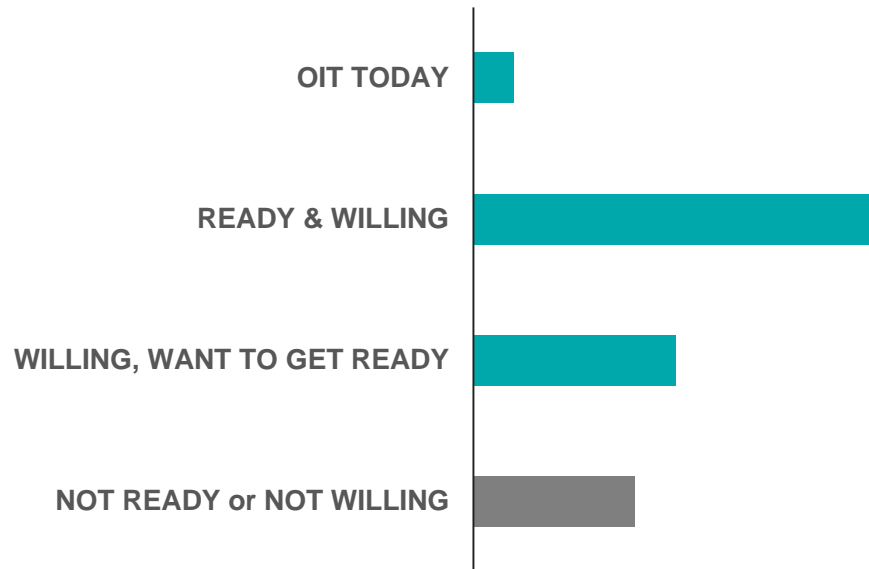 OIT TODAY
READY & WILLING
WILLING, WANT TO GET READY
NOT READY or NOT WILLING